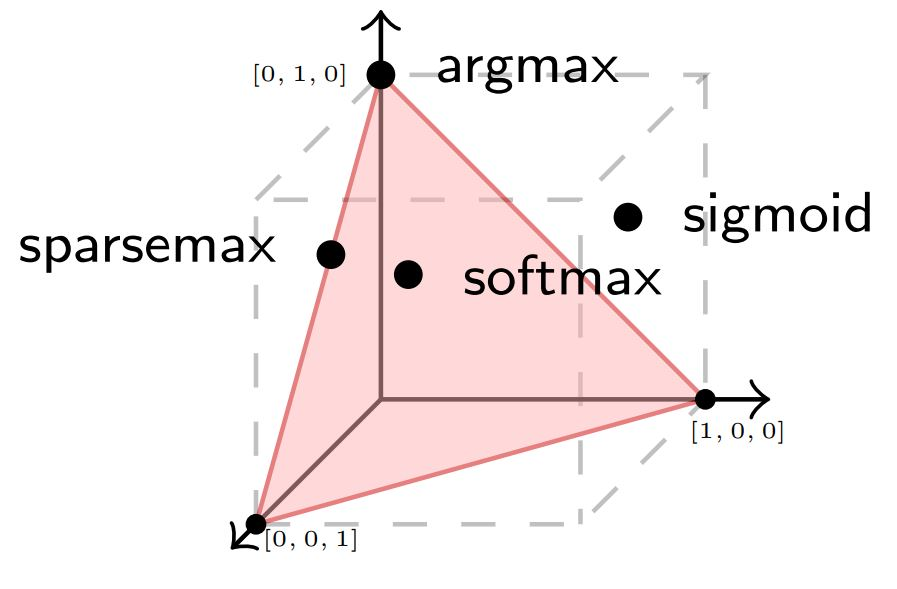 argmax
[0, 1, 0]
sigmoid
sparsemax
softmax
[1, 0, 0]
[0, 0, 1]